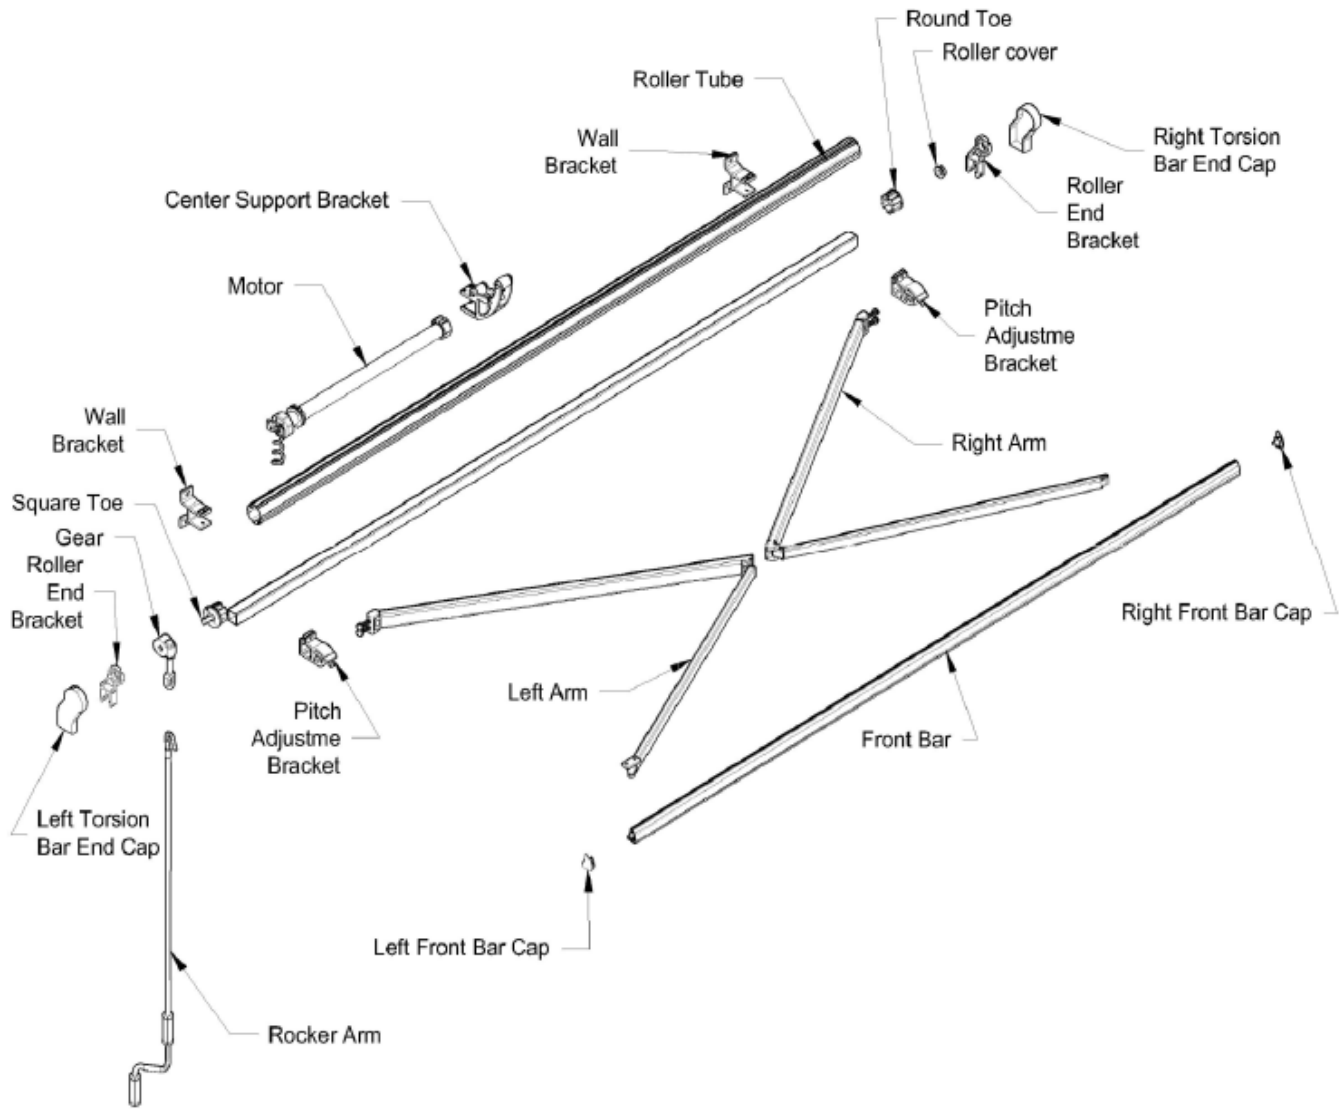 Round Toe
Roller cover
Roller Tube
Wall
Bracket
Right Torsion
Bar End Cap
Center Support Bracket
Roller
End
Bracket
Motor
Pitch
Adjustme
Bracket
Wall
Bracket
Right Arm
Square Toe
Gear
Roller
End
Bracket
Right Front Bar Cap
Left Arm
Pitch
Adjustme
Bracket
Front Bar
Left Torsion
Bar End Cap
Left Front Bar Cap
Rocker Arm